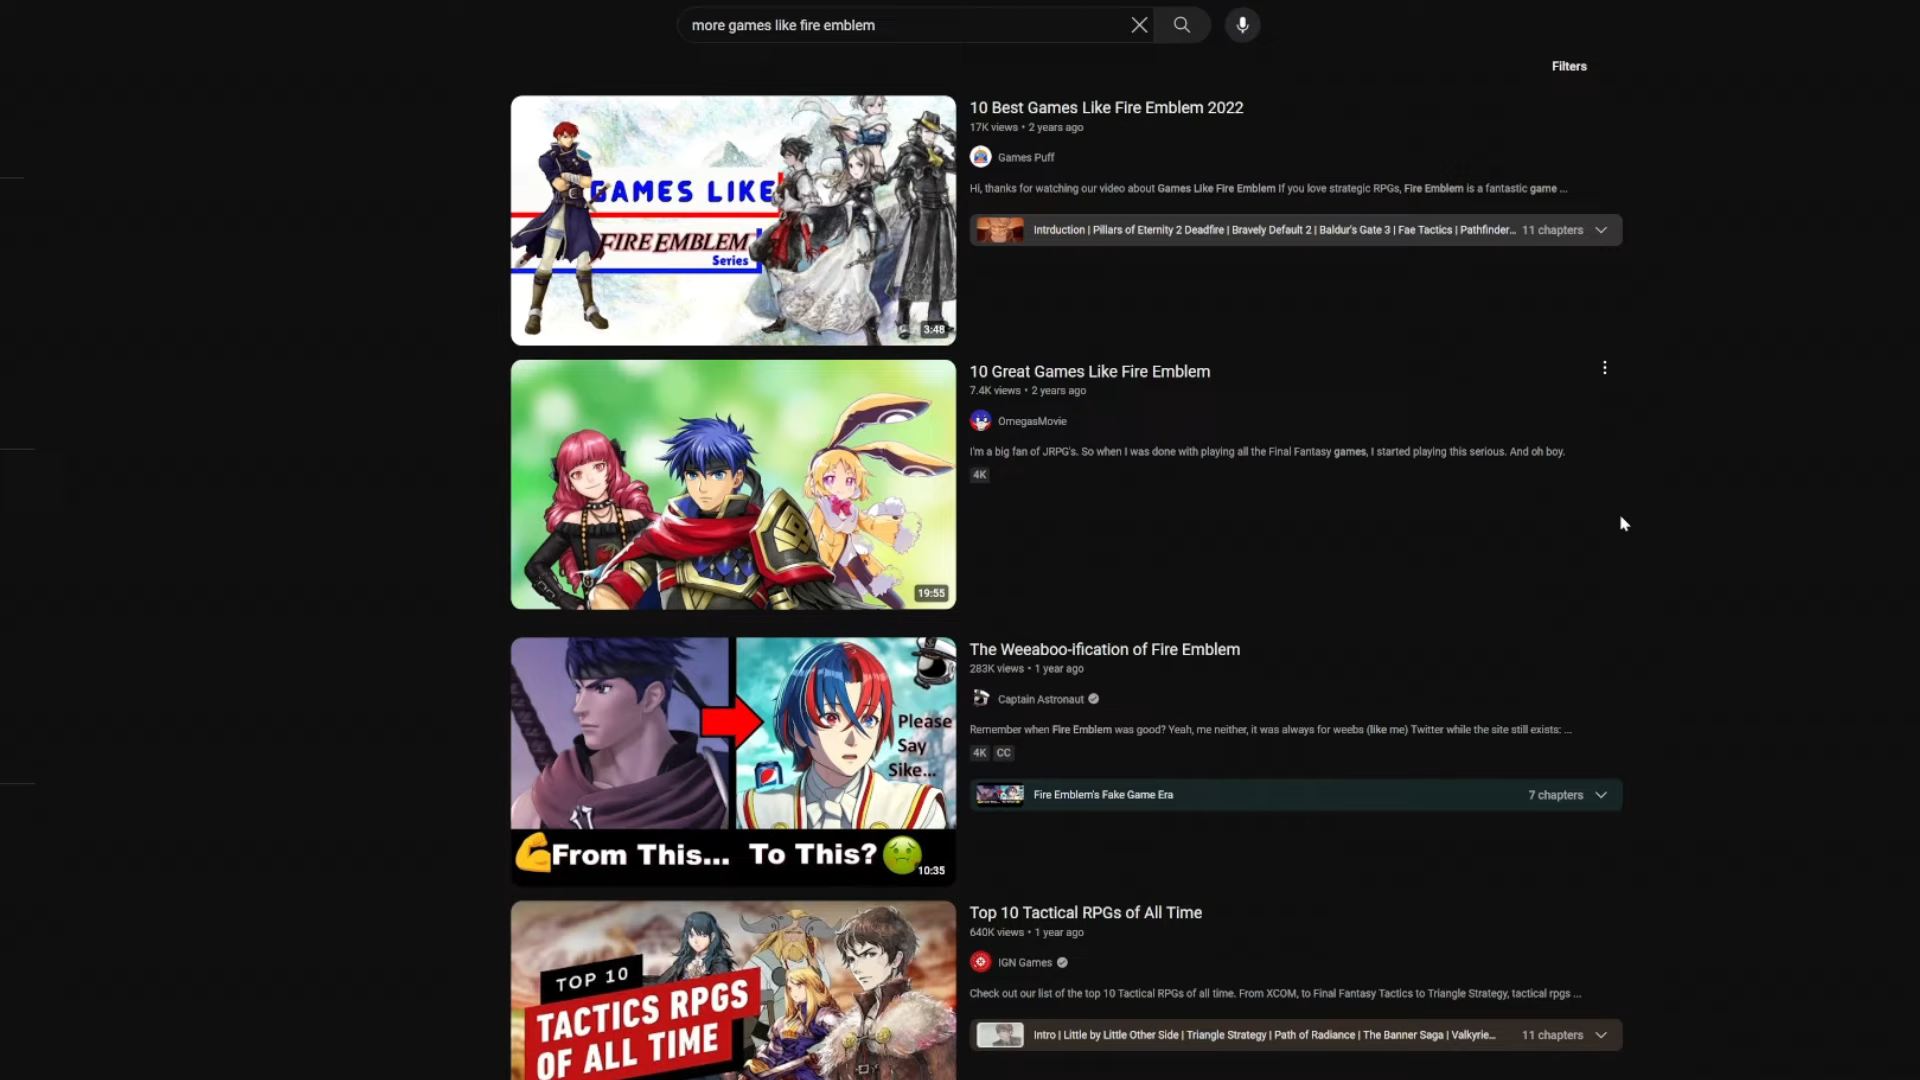 more games like fire emblem
Filters
GAMES LIKE
FIRE EMBLEM
Series
3:48
10 Best Games Like Fire Emblem 2022
17K views • 2 years ago
Games Puff
Hi, thanks for watching our video about Games Like Fire Emblem If you love strategic RPGs, Fire Emblem is a fantastic game ...
Intrduction | Pillars of Eternity 2 Deadfire | Bravely Default 2 | Baldur's Gate 3 | Fae Tactics | Pathfinder... 11 chapters
19:55
10 Great Games Like Fire Emblem
7.4K views • 2 years ago
OmegasMovie
I'm a big fan of JRPG's. So when I was done with playing all the Final Fantasy games, I started playing this serious. And oh boy.
4K
Please
Say
Sike...
From This... To This?
10:35
The Weeaboo-ification of Fire Emblem
283K views • 1 year ago
Captain Astronaut
Remember when Fire Emblem was good? Yeah, me neither, it was always for weebs (like me) Twitter while the site still exists: ...
4K CC
Fire Emblem's Fake Game Era 7 chapters
TOP 10
TACTICS RPGS
OF ALL TIME
Top 10 Tactical RPGs of All Time
640K views • 1 year ago
IGN Games
Check out our list of the top 10 Tactical RPGs of all time. From XCOM, to Final Fantasy Tactics to Triangle Strategy, tactical rpgs ...
Intro | Little by Little Other Side | Triangle Strategy | Path of Radiance | The Banner Saga | Valkyrie... 11 chapters